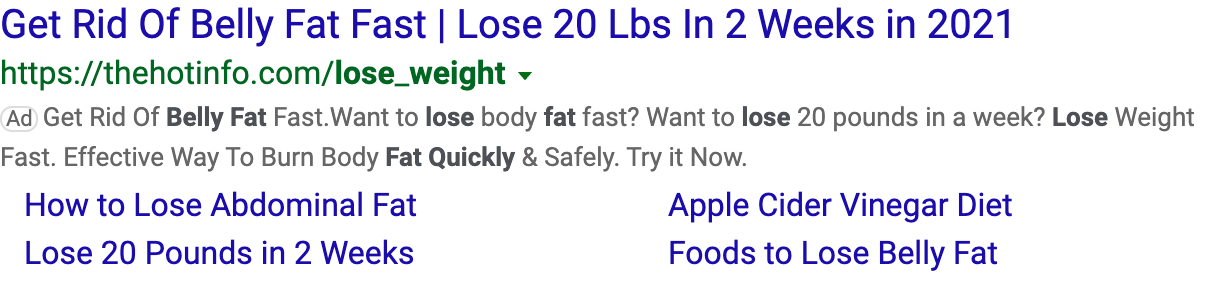 Get Rid Of Belly Fat Fast | Lose 20 Lbs In 2 Weeks in 2021
https://thehotinfo.com/lose_weight
Ad Get Rid Of Belly Fat Fast.Want to lose body fat fast? Want to lose 20 pounds in a week? Lose Weight
Fast. Effective Way To Burn Body Fat Quickly & Safely. Try it Now.
How to Lose Abdominal Fat
Apple Cider Vinegar Diet
Lose 20 Pounds in 2 Weeks
Foods to Lose Belly Fat